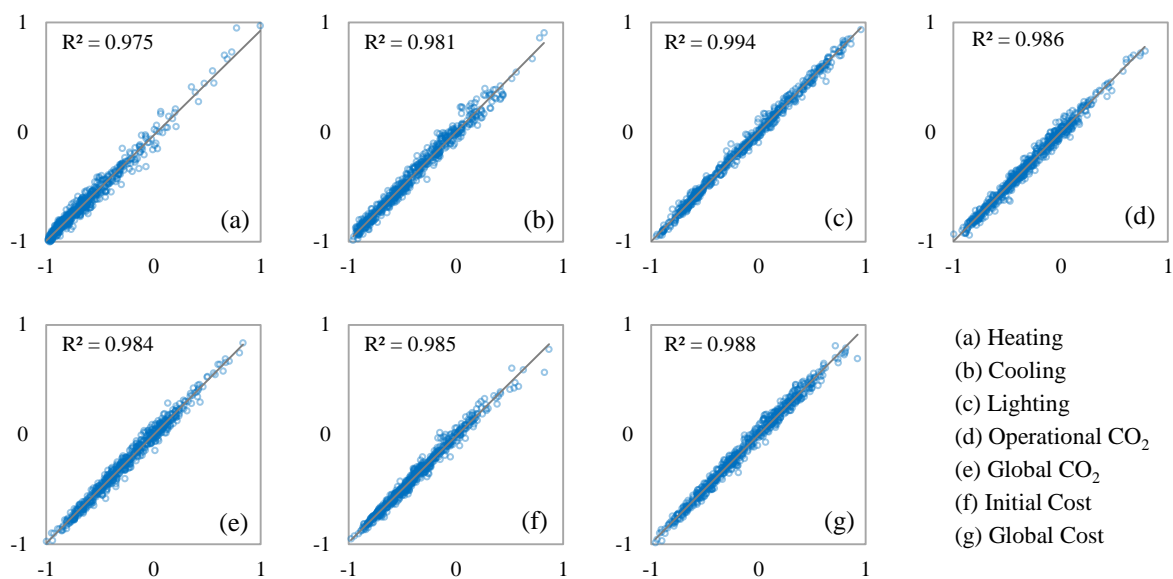 1 1 1 1
R² = 0.975 R² = 0.981 R² = 0.994 R² = 0.986
0 0 0 0
(a) (b) (c) (d)
-1 -1 -1 -1
-1 0 1 -1 0 1 -1 0 1 -1 0 1
1 1 1
R² = 0.984 R² = 0.985 R² = 0.988
0 0 0
(e) (f) (g)
-1 -1 -1
-1 0 1 -1 0 1 -1 0 1
(a) Heating
(b) Cooling
(c) Lighting
(d) Operational CO₂
(e) Global CO₂
(f) Initial Cost
(g) Global Cost